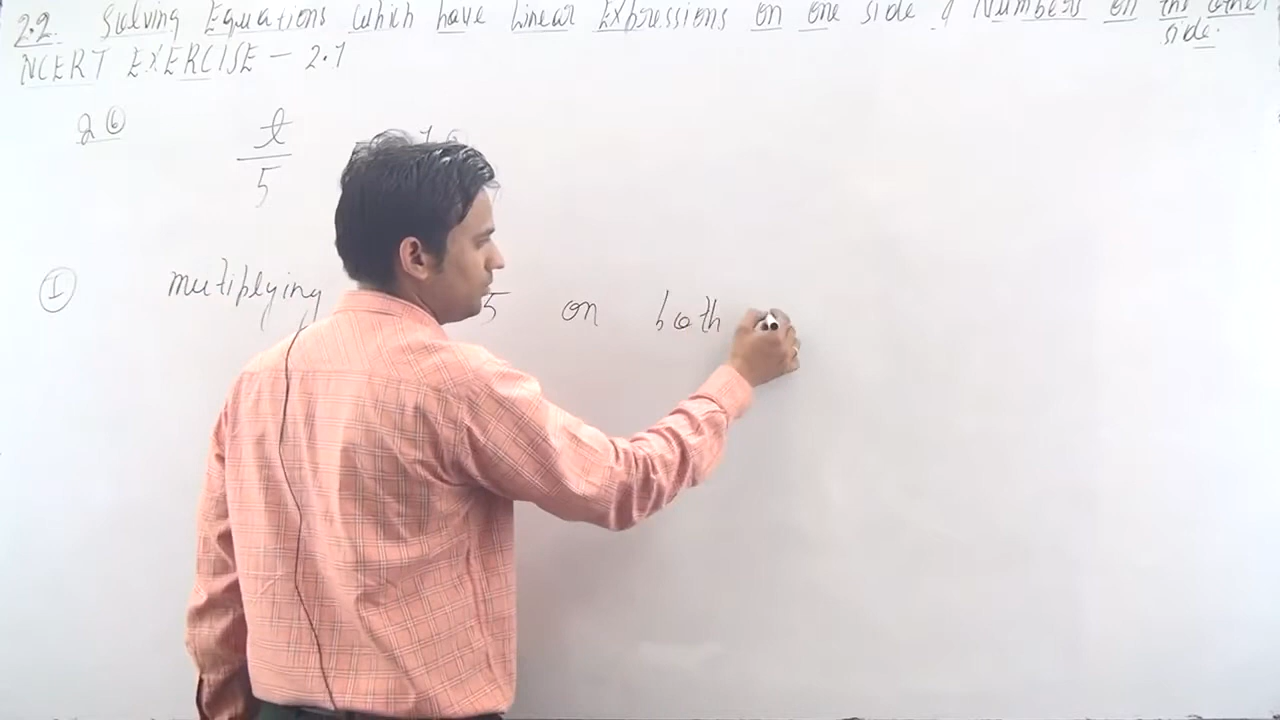 2.2. Solving Equations which have Linear Expressions on one side & Numbers on the other side.
NCERT EXERCISE - 2.1
2 ⑥ t/5 = 10
① multiplying 5 on both